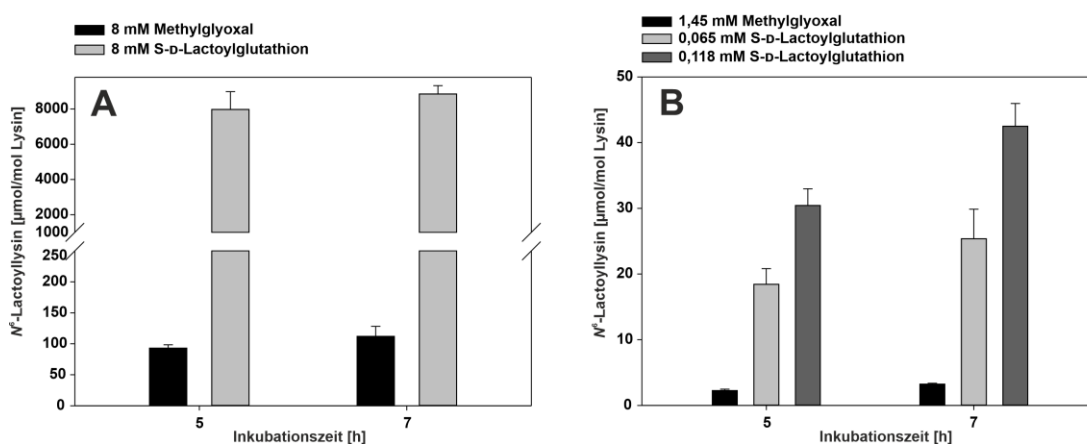 8 mM Methylglyoxal
8 mM S-D-Lactoylglutathion
A
N⁶-Lactoyllysin [µmol/mol Lysin]
8000
6000
4000
2000
1000
250
200
150
100
50
0
5
7
Inkubationszeit [h]
1,45 mM Methylglyoxal
0,065 mM S-D-Lactoylglutathion
0,118 mM S-D-Lactoylglutathion
B
N⁶-Lactoyllysin [µmol/mol Lysin]
50
40
30
20
10
0
5
7
Inkubationszeit [h]